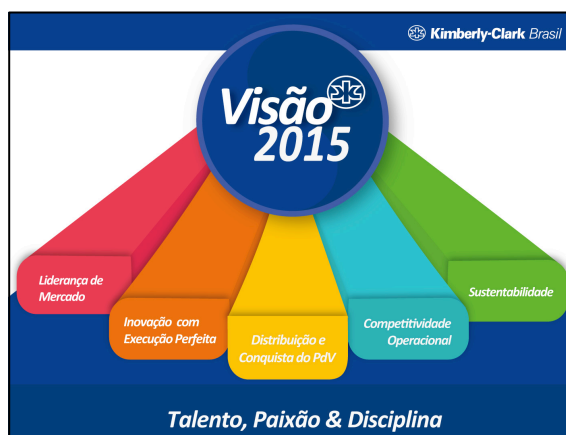 Kimberly-Clark Brasil
Visão
2015
Liderança de
Mercado
Inovação com
Execução Perfeita
Distribuição e
Conquista do PdV
Competitividade
Operacional
Sustentabilidade
Talento, Paixão & Disciplina